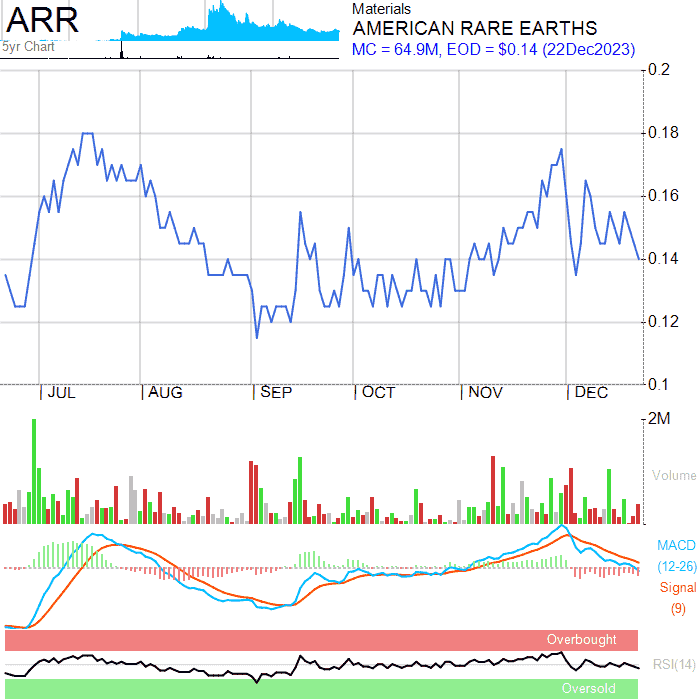 ARR
5yr Chart
Materials
AMERICAN RARE EARTHS
MC = 64.9M, EOD = $0.14 (22Dec2023)
0.2
0.18
0.16
0.14
0.12
0.1
JUL AUG SEP OCT NOV DEC
2M
Volume
MACD
(12-26)
Signal
(9)
Overbought
RSI(14)
Oversold